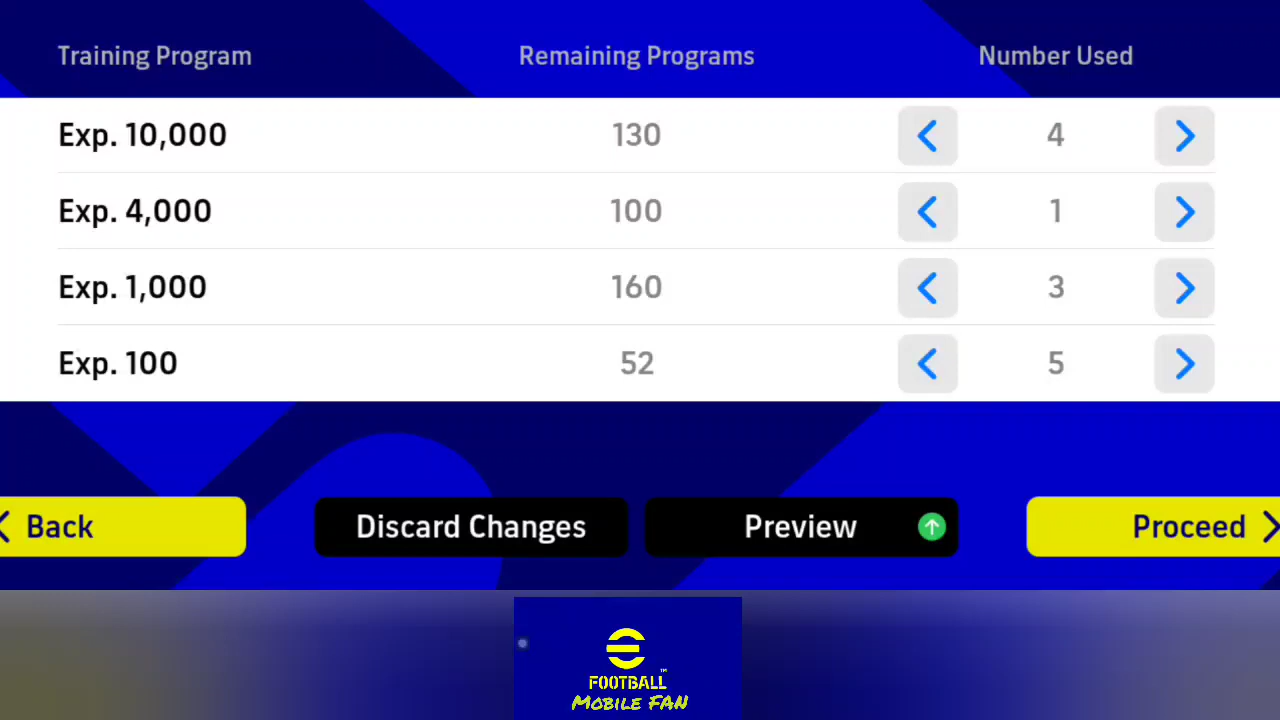 Training Program Remaining Programs Number Used
Exp. 10,000 130 4
Exp. 4,000 100 1
Exp. 1,000 160 3
Exp. 100 52 5
Back Discard Changes Preview Proceed
FOOTBALL™
MOBILE FAN